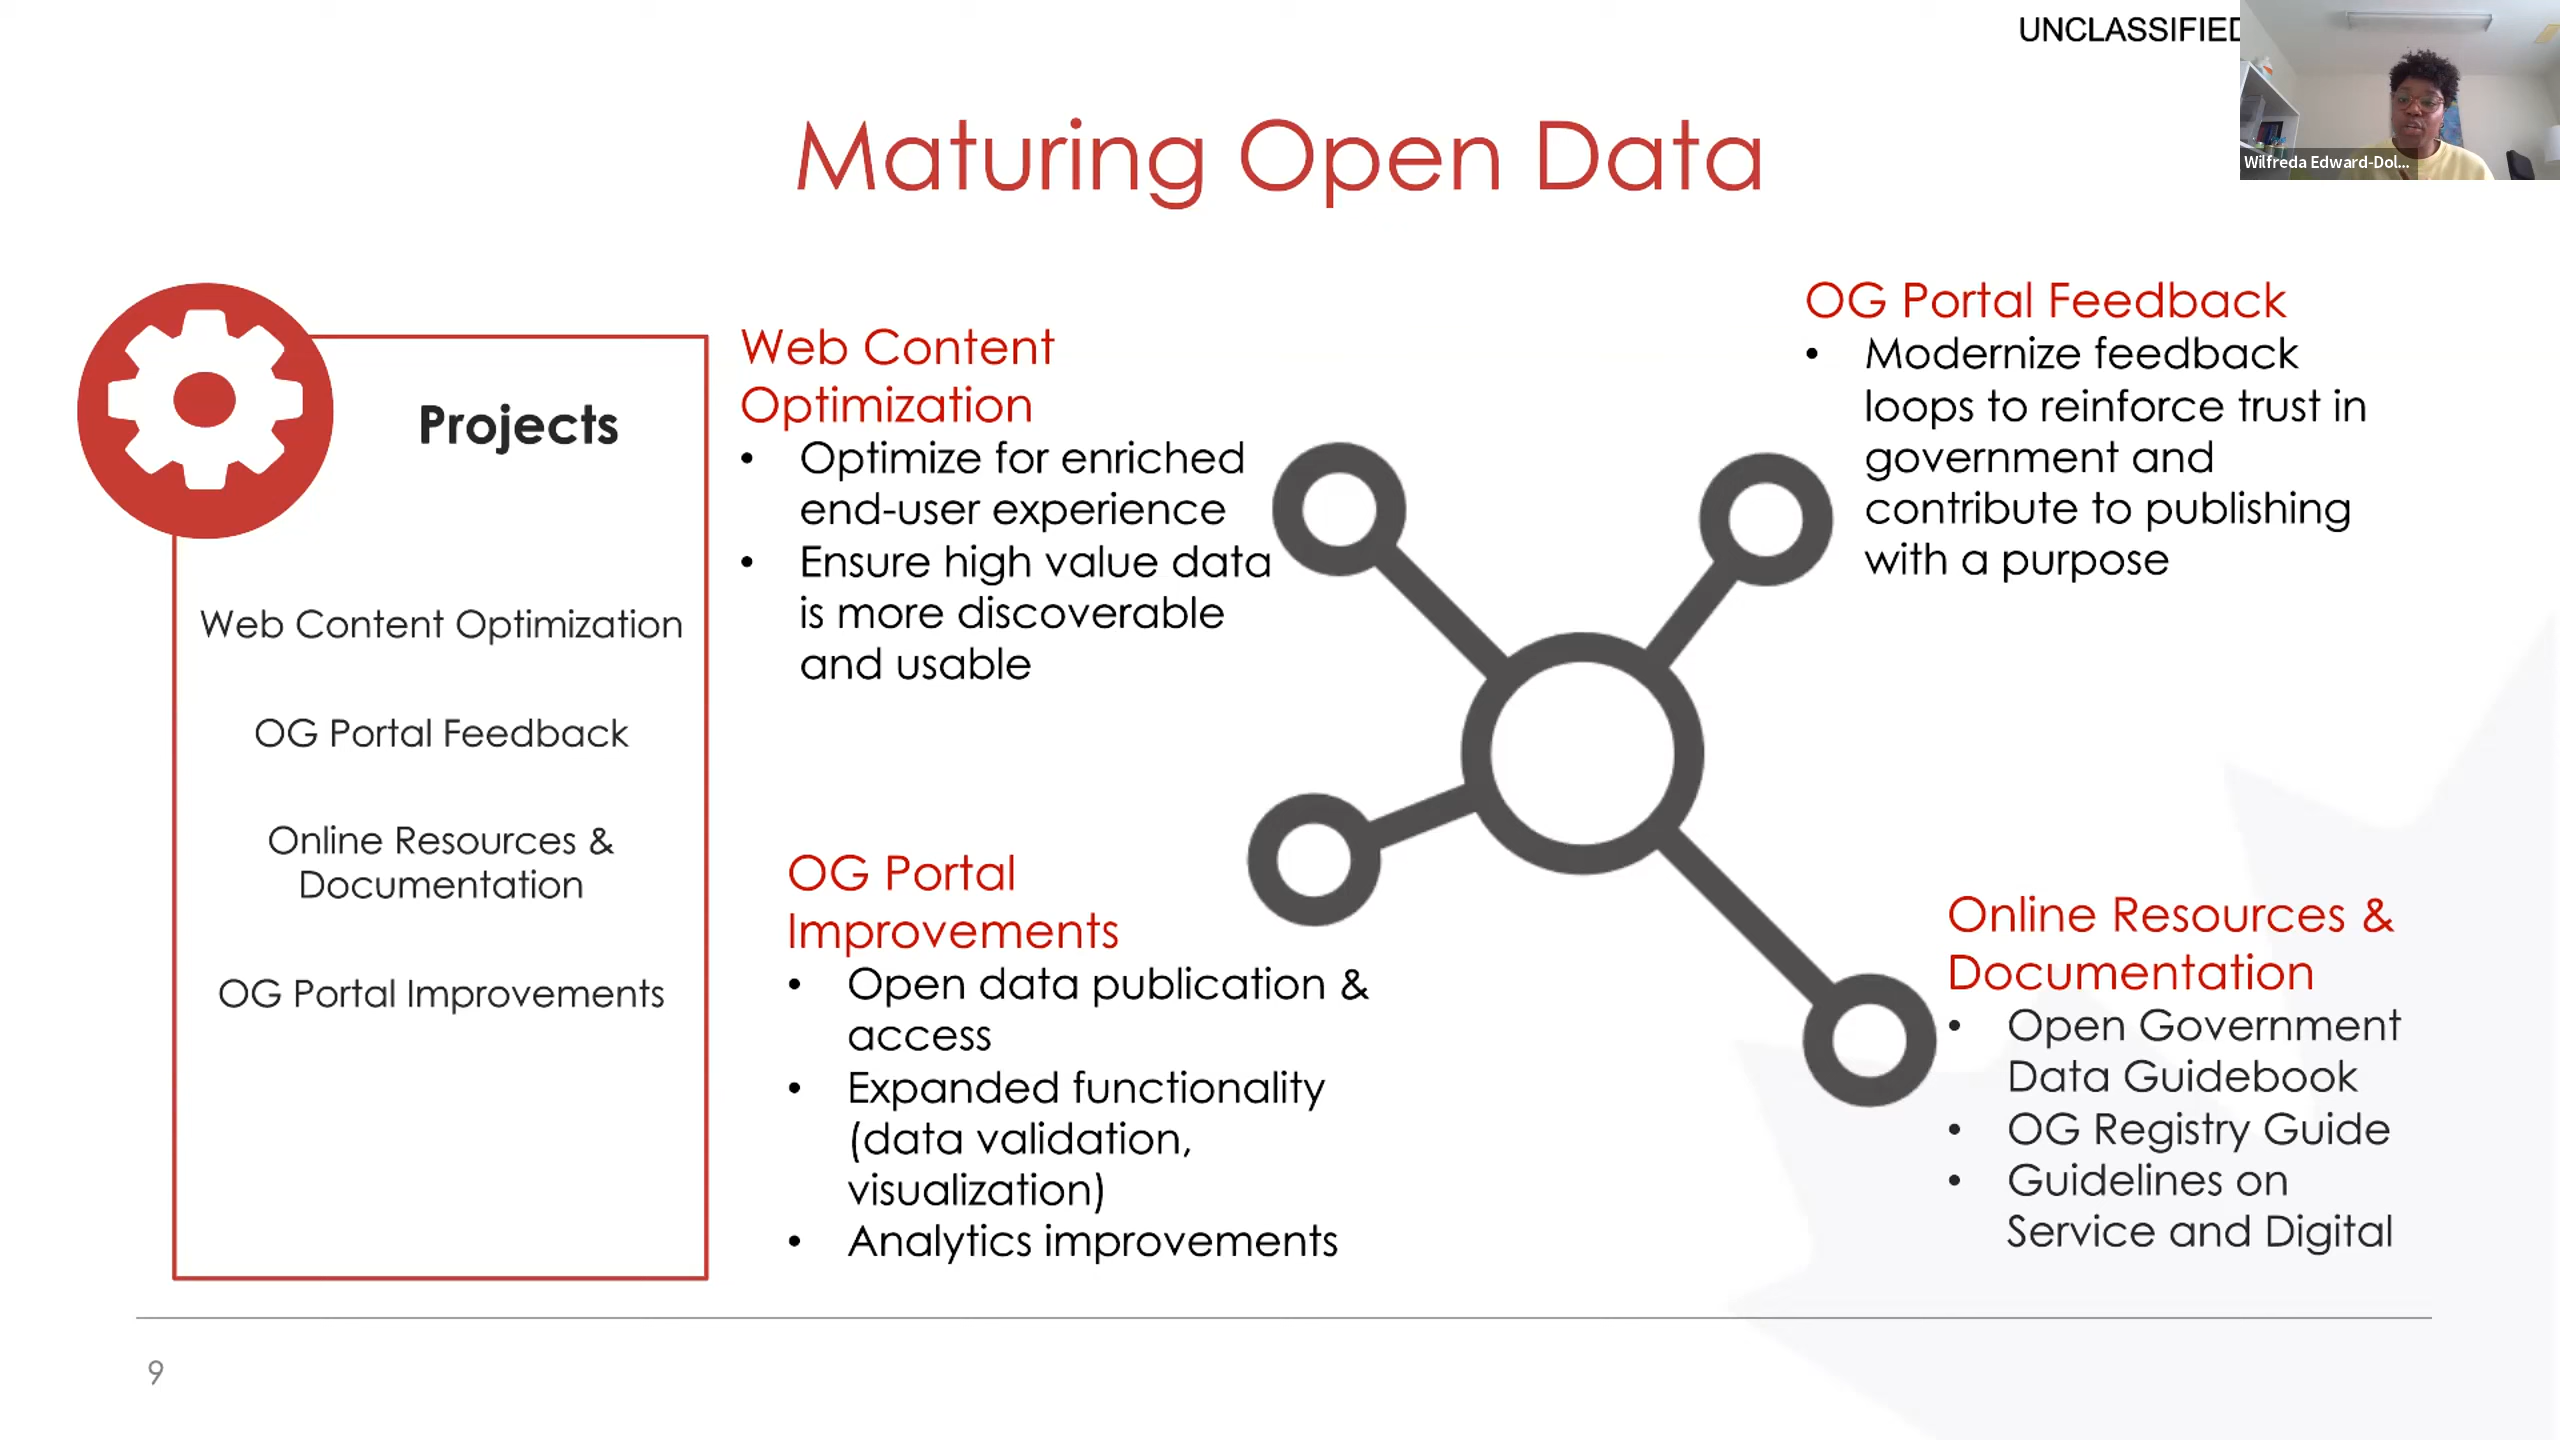 UNCLASSIFIED
Wilfreda Edward-Dol...
Maturing Open Data
Projects
Web Content Optimization
OG Portal Feedback
Online Resources &
Documentation
OG Portal Improvements
Web Content
Optimization
• Optimize for enriched
end-user experience
• Ensure high value data
is more discoverable
and usable
OG Portal Feedback
• Modernize feedback
loops to reinforce trust in
government and
contribute to publishing
with a purpose
OG Portal
Improvements
• Open data publication &
access
• Expanded functionality
(data validation,
visualization)
• Analytics improvements
Online Resources &
Documentation
• Open Government
Data Guidebook
• OG Registry Guide
• Guidelines on
Service and Digital
9